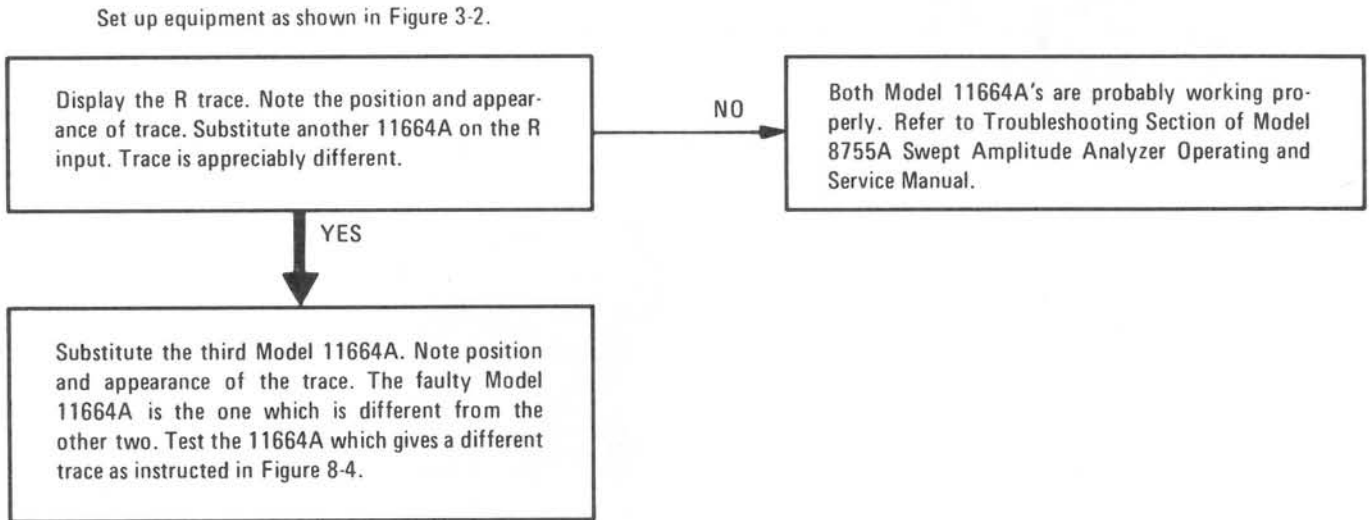 Set up equipment as shown in Figure 3-2.
Display the R trace. Note the position and appear-
ance of trace. Substitute another 11664A on the R
input. Trace is appreciably different.
NO
Both Model 11664A's are probably working pro-
perly. Refer to Troubleshooting Section of Model
8755A Swept Amplitude Analyzer Operating and
Service Manual.
YES
Substitute the third Model 11664A. Note position
and appearance of the trace. The faulty Model
11664A is the one which is different from the
other two. Test the 11664A which gives a different
trace as instructed in Figure 8-4.